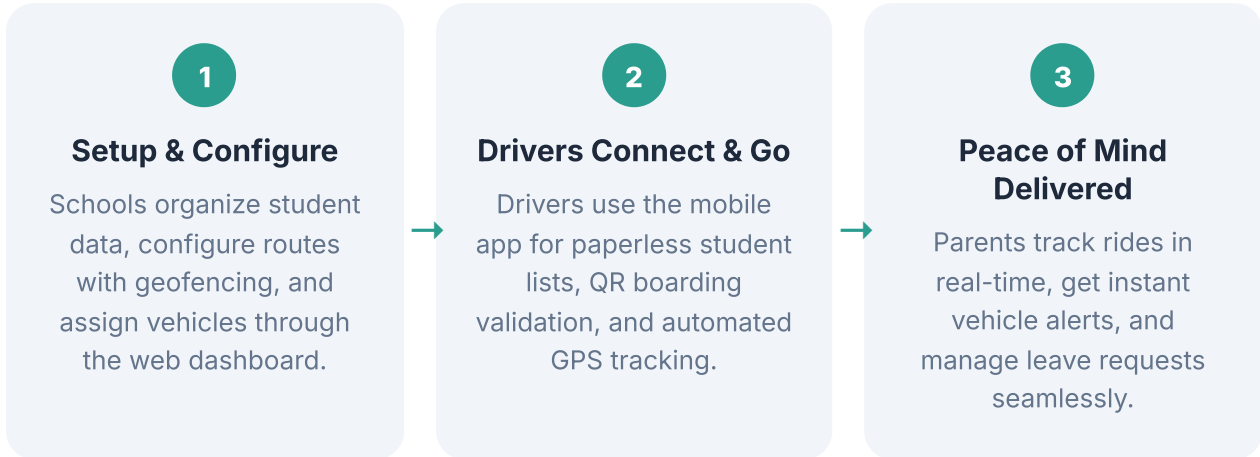 1
Setup & Configure
Schools organize student
data, configure routes
with geofencing, and
assign vehicles through
the web dashboard.
2
Drivers Connect & Go
Drivers use the mobile
app for paperless student
lists, QR boarding
validation, and automated
GPS tracking.
3
Peace of Mind
Delivered
Parents track rides in
real-time, get instant
vehicle alerts, and
manage leave requests
seamlessly.